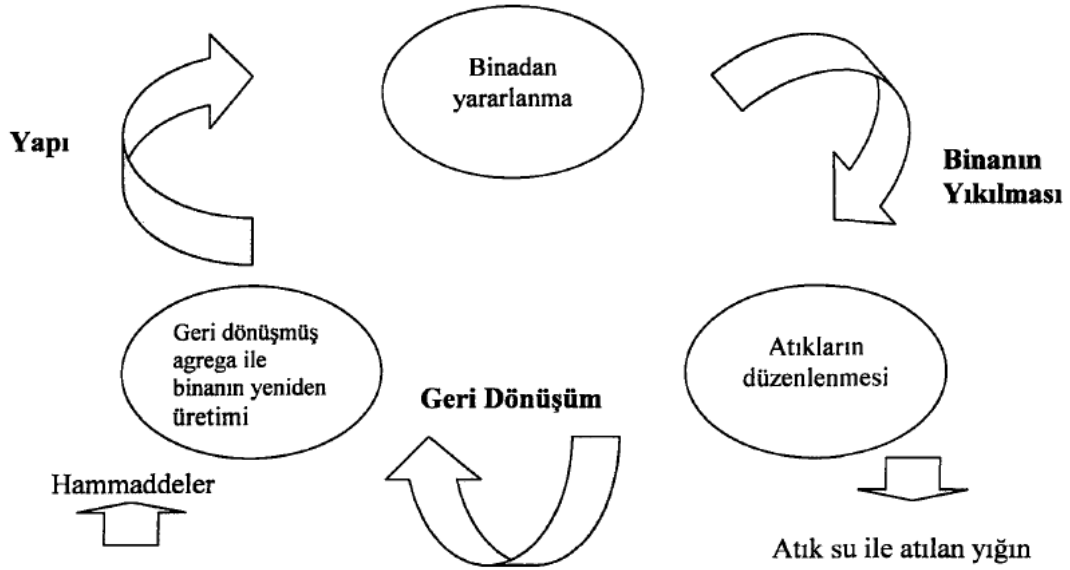 Binadan
yararlanma
Yapı
Binanın
Yıkılması
Geri dönüşmüş
agrega ile
binanın yeniden
üretimi
Atıkların
düzenlenmesi
Geri Dönüşüm
Hammaddeler
Atık su ile atılan yığın